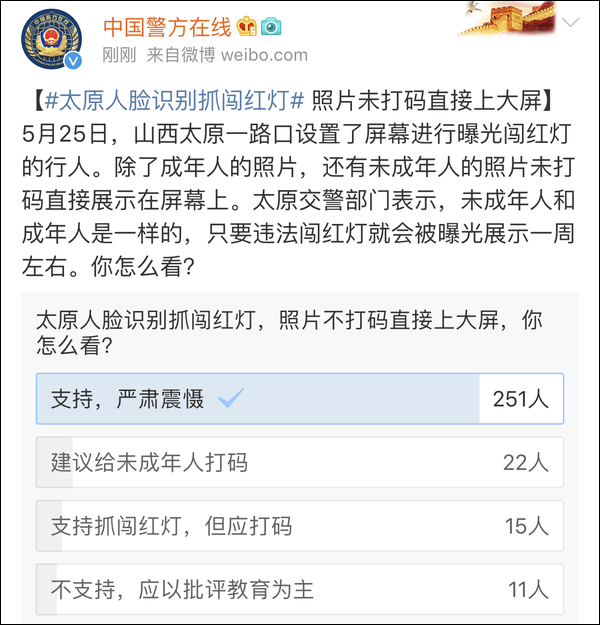 中国警方在线
刚刚 来自微博 weibo.com
【#太原人脸识别抓闯红灯# 照片未打码直接上大屏】
5月25日，山西太原一路口设置了屏幕进行曝光闯红灯
的行人。除了成年人的照片，还有未成年人的照片未打
码直接展示在屏幕上。太原交警部门表示，未成年人和
成年人是一样的，只要违法闯红灯就会被曝光展示一周
左右。你怎么看？
太原人脸识别抓闯红灯，照片不打码直接上大屏，你
怎么看？
支持，严肃震慑 251人
建议给未成年人打码 22人
支持抓闯红灯，但应打码 15人
不支持，应以批评教育为主 11人